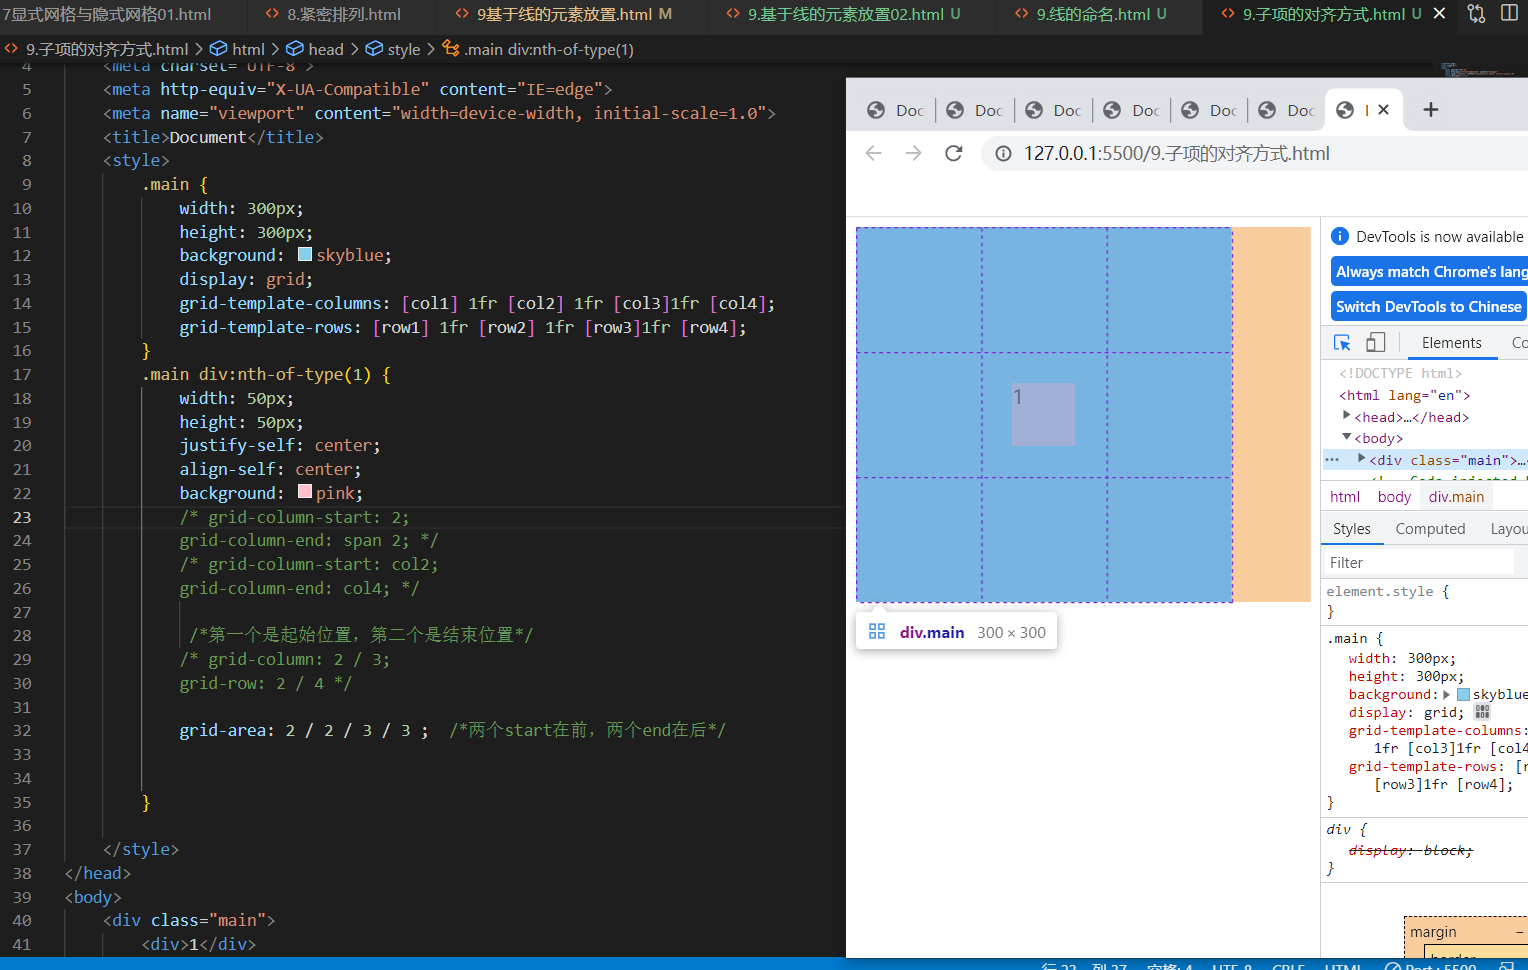 7显式网格与隐式网格01.html
8.紧密排列.html
9基于线的元素放置.html M
9.基于线的元素放置02.html U
9.线的命名.html U
9.子项的对齐方式.html U
9.子项的对齐方式.html > html > head > style > .main div:nth-of-type(1)
4 <meta charset="UTF-8">
5 <meta http-equiv="X-UA-Compatible" content="IE=edge">
6 <meta name="viewport" content="width=device-width, initial-scale=1.0">
7 <title>Document</title>
8 <style>
9 .main {
10 width: 300px;
11 height: 300px;
12 background: skyblue;
13 display: grid;
14 grid-template-columns: [col1] 1fr [col2] 1fr [col3]1fr [col4];
15 grid-template-rows: [row1] 1fr [row2] 1fr [row3]1fr [row4];
16 }
17 .main div:nth-of-type(1) {
18 width: 50px;
19 height: 50px;
20 justify-self: center;
21 align-self: center;
22 background: pink;
23 /* grid-column-start: 2;
24 grid-column-end: span 2; */
25 /* grid-column-start: col2;
26 grid-column-end: col4; */
27
28 /*第一个是起始位置，第二个是结束位置*/
29 /* grid-column: 2 / 3;
30 grid-row: 2 / 4 */
31
32 grid-area: 2 / 2 / 3 / 3 ; /*两个start在前，两个end在后*/
33
34
35 }
36
37 </style>
38 </head>
39 <body>
40 <div class="main">
41 <div>1</div>
Doc
Doc
Doc
Doc
Doc
Doc
127.0.0.1:5500/9.子项的对齐方式.html
1
div.main 300 × 300
DevTools is now available
Always match Chrome's lang
Switch DevTools to Chinese
Elements Co
<!DOCTYPE html>
<html lang="en">
<head>…</head>
<body>
<div class="main">…
html body div.main
Styles Computed Layou
Filter
element.style {
}
.main {
width: 300px;
height: 300px;
background: skyblue
display: grid;
grid-template-columns:
1fr [col3]1fr [col4
grid-template-rows: [r
[row3]1fr [row4];
}
div {
display: block;
}
margin –
行 23，列 37 空格: 4 UTF-8 CRLF HTML Port : 5500